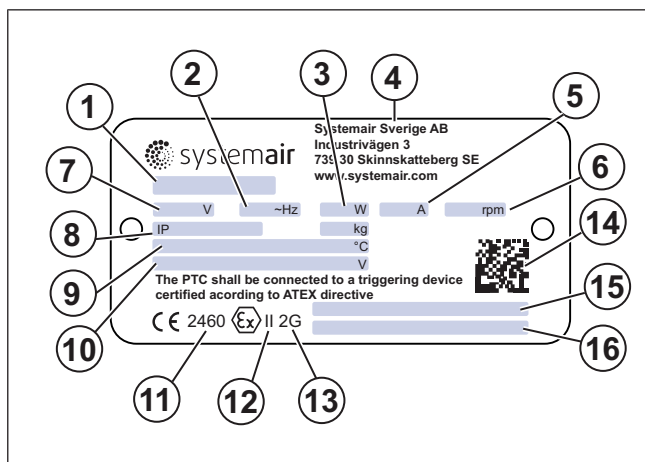 1
2
3
4
5
6
7
8
9
10
11
12
13
14
15
16
systemair
Systemair Sverige AB
Industrivägen 3
739 30 Skinnskatteberg SE
www.systemair.com
V ~Hz W A rpm
IP kg
°C
V
The PTC shall be connected to a triggering device
certified acording to ATEX directive
CE 2460 Ex II 2G